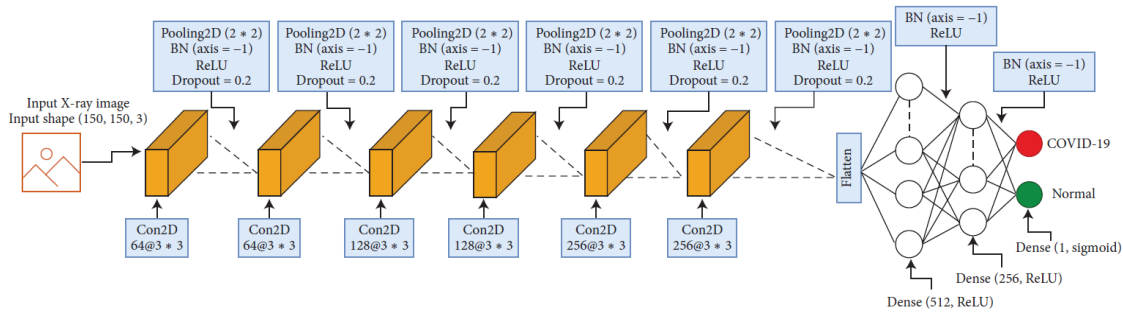 Pooling2D (2 * 2)
BN (axis = −1)
ReLU
Dropout = 0.2
Pooling2D (2 * 2)
BN (axis = −1)
ReLU
Dropout = 0.2
Pooling2D (2 * 2)
BN (axis = −1)
ReLU
Dropout = 0.2
Pooling2D (2 * 2)
BN (axis = −1)
ReLU
Dropout = 0.2
Pooling2D (2 * 2)
BN (axis = −1)
ReLU
Dropout = 0.2
Pooling2D (2 * 2)
BN (axis = −1)
ReLU
Dropout = 0.2
BN (axis = −1)
ReLU
BN (axis = −1)
ReLU
Input X-ray image
Input shape (150, 150, 3)
Flatten
COVID-19
Normal
Con2D
64@3 * 3
Con2D
64@3 * 3
Con2D
128@3 * 3
Con2D
128@3 * 3
Con2D
256@3 * 3
Con2D
256@3 * 3
Dense (1, sigmoid)
Dense (256, ReLU)
Dense (512, ReLU)